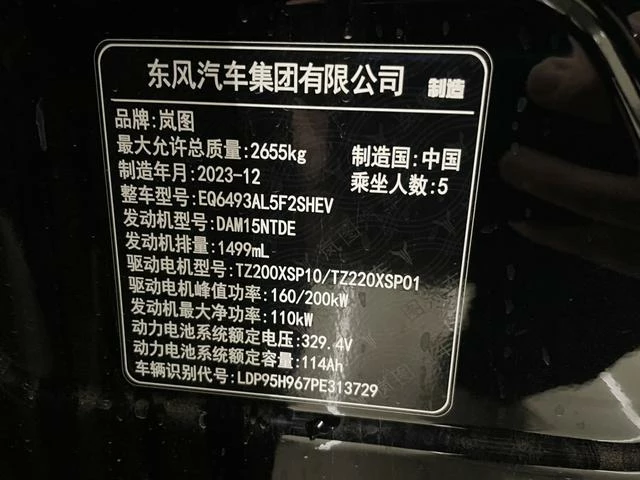 东风汽车集团有限公司 制造
品牌:岚图
最大允许总质量:2655kg 制造国:中国
制造年月:2023-12 乘坐人数:5
整车型号:EQ6493AL5F2SHEV
发动机型号:DAM15NTDE
发动机排量:1499mL
驱动电机型号:TZ200XSP10/TZ220XSP01
驱动电机峰值功率:160/200kW
发动机最大净功率:110kW
动力电池系统额定电压:329.4V
动力电池系统额定容量:114Ah
车辆识别代号:LDP95H967PE313729